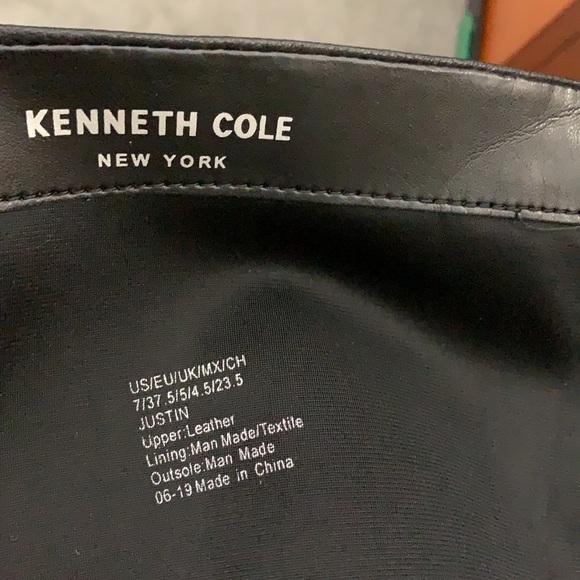 KENNETH COLE
NEW YORK
US/EU/UK/MX/CH
7/37.5/5/4.5/23.5
JUSTIN
Upper:Leather
Lining:Man Made/Textile
Outsole:Man Made
06-19 Made in China